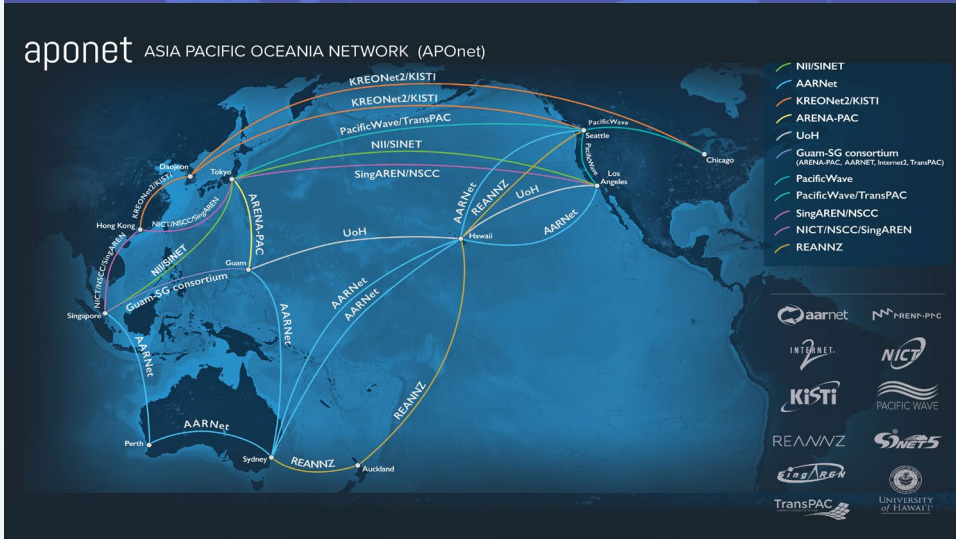 aponet ASIA PACIFIC OCEANIA NETWORK (APOnet)
KREONet2/KISTI
KREONet2/KISTI
PacificWave/TransPAC
NII/SINET
SingAREN/NSCC
PacificWave
Seattle
PacificWave
Chicago
Los
Angeles
Daejeon
Tokyo
KREONet2/KISTI
NICT/NSCC/SingAREN
Hong Kong
NICT/NSCC/SingAREN
NII/SINET
ARENA-PAC
Guam
Guam-SG consortium
Singapore
UoH
AARNet
REANNZ
UoH
AARNet
Hawaii
AARNet
AARNet
AARNet
AARNet
AARNet
Perth
Sydney
REANNZ
Auckland
REANNZ
NII/SINET
AARNet
KREONet2/KISTI
ARENA-PAC
UoH
Guam-SG consortium
(ARENA-PAC, AARNET, Internet2, TransPAC)
PacificWave
PacificWave/TransPAC
SingAREN/NSCC
NICT/NSCC/SingAREN
REANNZ
aarnet
ARENA-PAC
INTERNET2
NICT
KiSTi
PACIFIC WAVE
REANNZ
SINET5
SingAREN
TransPAC
UNIVERSITY
of HAWAI'I